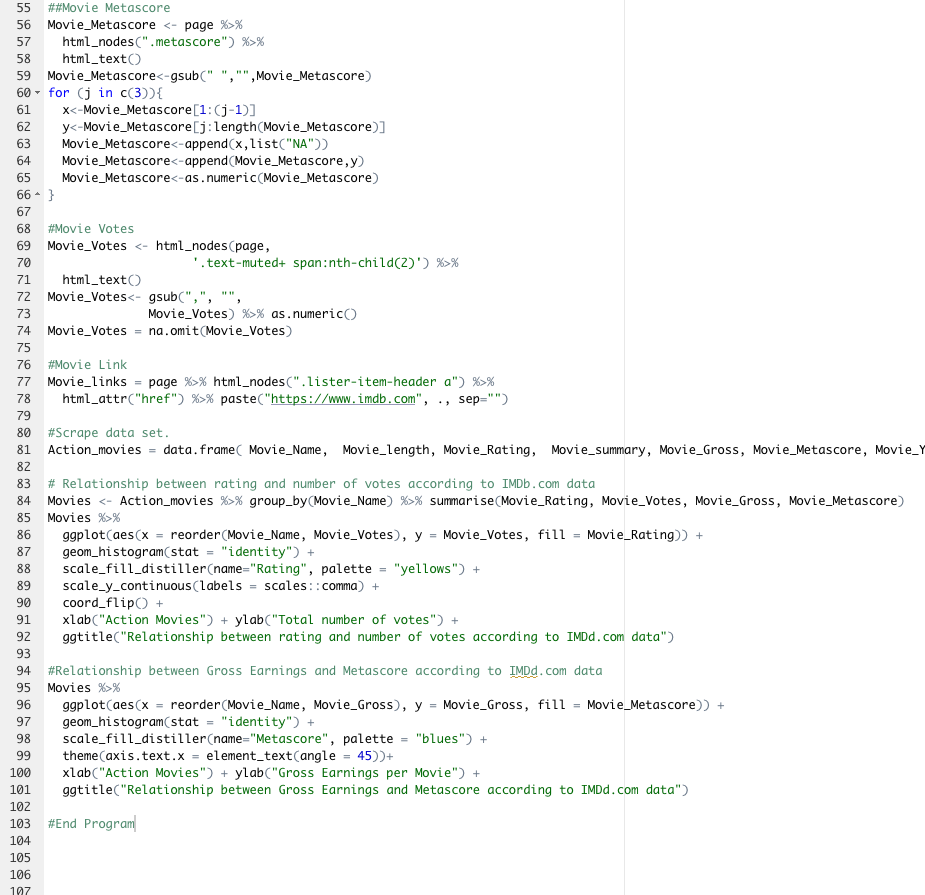 55 ##Movie Metascore
56 Movie_Metascore <- page %>%
57   html_nodes(".metascore") %>%
58   html_text()
59 Movie_Metascore<-gsub(" ","",Movie_Metascore)
60 for (j in c(3)){
61   x<-Movie_Metascore[1:(j-1)]
62   y<-Movie_Metascore[j:length(Movie_Metascore)]
63   Movie_Metascore<-append(x,list("NA"))
64   Movie_Metascore<-append(Movie_Metascore,y)
65   Movie_Metascore<-as.numeric(Movie_Metascore)
66 }
67
68 #Movie Votes
69 Movie_Votes <- html_nodes(page,
70                     '.text-muted+ span:nth-child(2)') %>%
71   html_text()
72 Movie_Votes<- gsub(",", "",
73               Movie_Votes) %>% as.numeric()
74 Movie_Votes = na.omit(Movie_Votes)
75
76 #Movie Link
77 Movie_links = page %>% html_nodes(".lister-item-header a") %>%
78   html_attr("href") %>% paste("https://www.imdb.com", ., sep="")
79
80 #Scrape data set.
81 Action_movies = data.frame( Movie_Name,  Movie_length, Movie_Rating,  Movie_summary, Movie_Gross, Movie_Metascore, Movie_Y
82
83 # Relationship between rating and number of votes according to IMDb.com data
84 Movies <- Action_movies %>% group_by(Movie_Name) %>% summarise(Movie_Rating, Movie_Votes, Movie_Gross, Movie_Metascore)
85 Movies %>%
86   ggplot(aes(x = reorder(Movie_Name, Movie_Votes), y = Movie_Votes, fill = Movie_Rating)) +
87   geom_histogram(stat = "identity") +
88   scale_fill_distiller(name="Rating", palette = "yellows") +
89   scale_y_continuous(labels = scales::comma) +
90   coord_flip() +
91   xlab("Action Movies") + ylab("Total number of votes") +
92   ggtitle("Relationship between rating and number of votes according to IMDd.com data")
93
94 #Relationship between Gross Earnings and Metascore according to IMDd.com data
95 Movies %>%
96   ggplot(aes(x = reorder(Movie_Name, Movie_Gross), y = Movie_Gross, fill = Movie_Metascore)) +
97   geom_histogram(stat = "identity") +
98   scale_fill_distiller(name="Metascore", palette = "blues") +
99   theme(axis.text.x = element_text(angle = 45))+
100   xlab("Action Movies") + ylab("Gross Earnings per Movie") +
101   ggtitle("Relationship between Gross Earnings and Metascore according to IMDd.com data")
102
103 #End Program
104
105
106
107